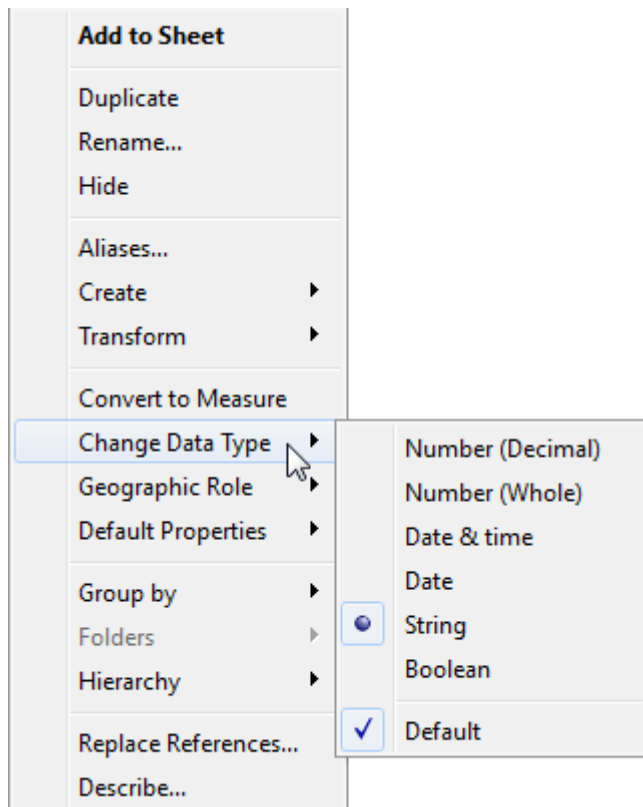 Add to Sheet
Duplicate
Rename...
Hide
Aliases...
Create
Transform
Convert to Measure
Change Data Type
Geographic Role
Default Properties
Group by
Folders
Hierarchy
Replace References...
Describe...
Number (Decimal)
Number (Whole)
Date & time
Date
String
Boolean
Default